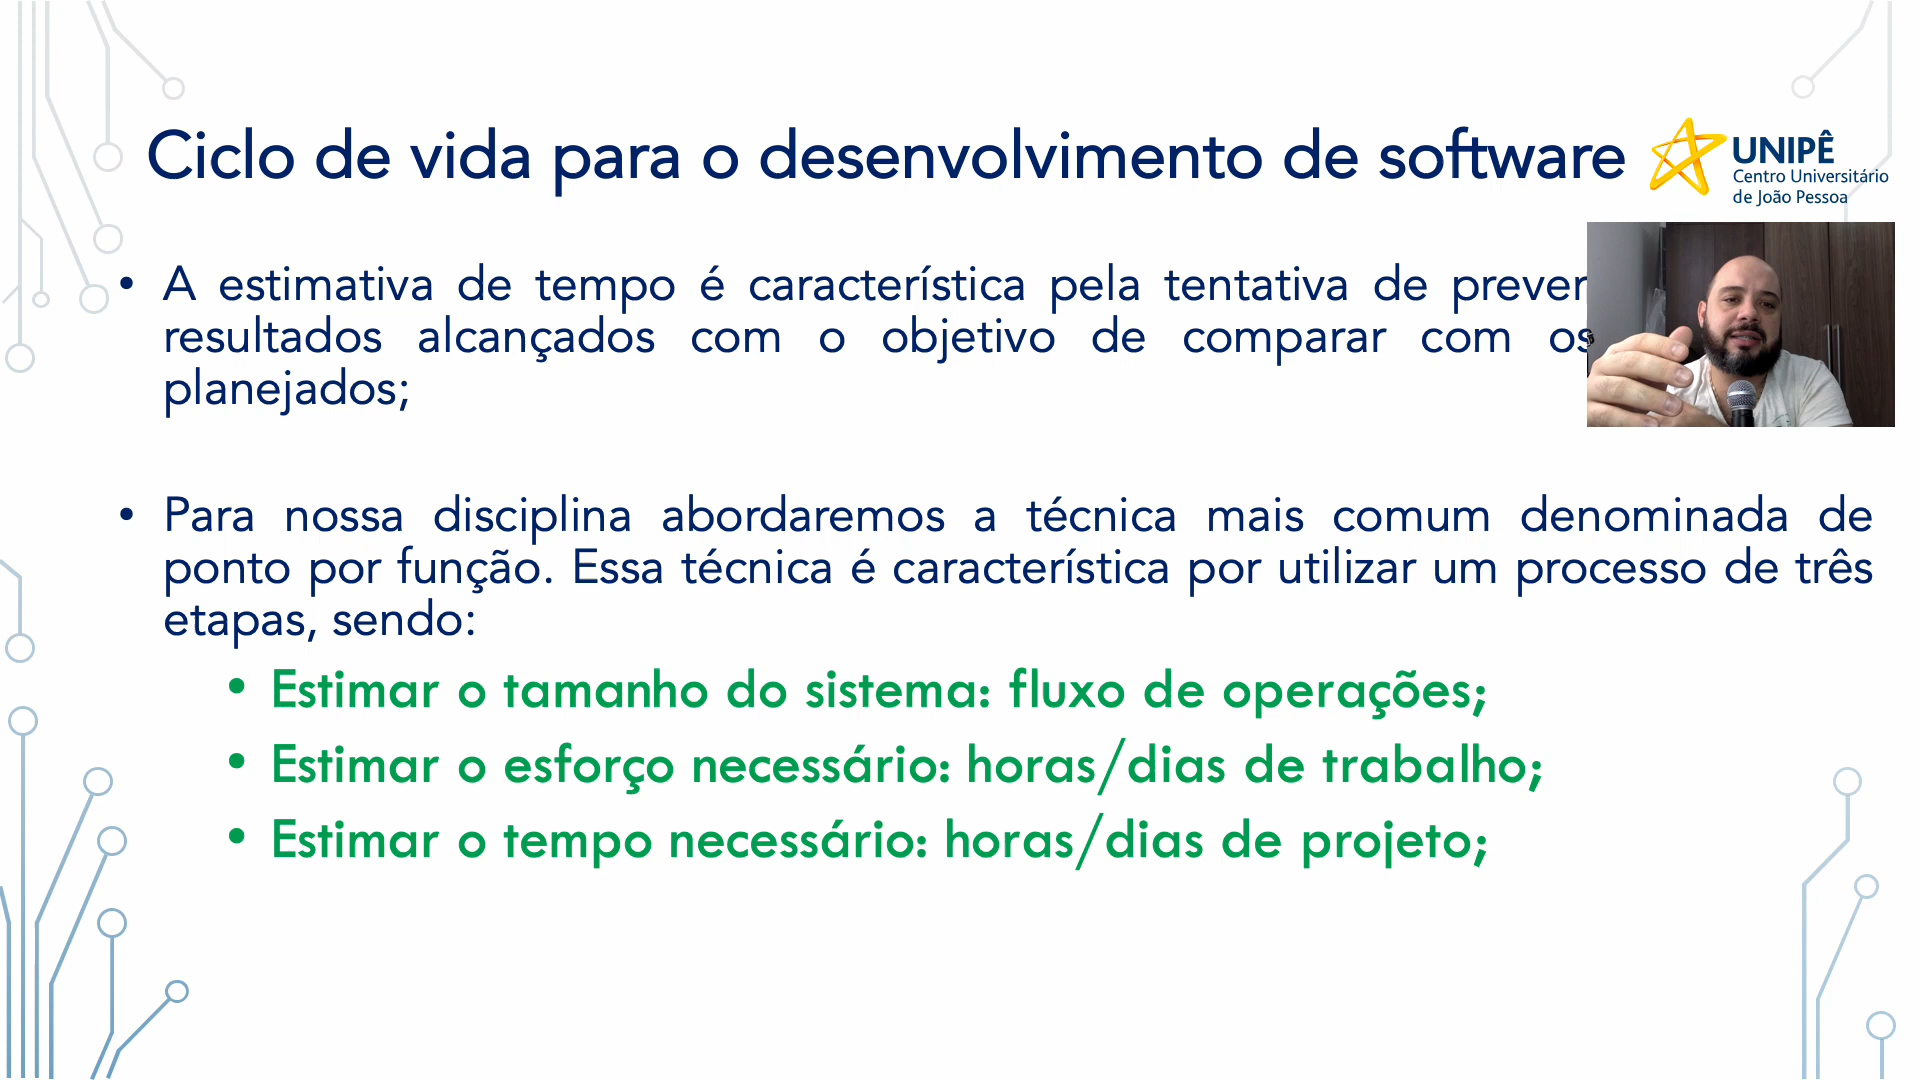 Ciclo de vida para o desenvolvimento de software
UNIPÊ
Centro Universitário
de João Pessoa
• A estimativa de tempo é característica pela tentativa de prever
resultados alcançados com o objetivo de comparar com os
planejados;
• Para nossa disciplina abordaremos a técnica mais comum denominada de
ponto por função. Essa técnica é característica por utilizar um processo de três
etapas, sendo:
• Estimar o tamanho do sistema: fluxo de operações;
• Estimar o esforço necessário: horas/dias de trabalho;
• Estimar o tempo necessário: horas/dias de projeto;